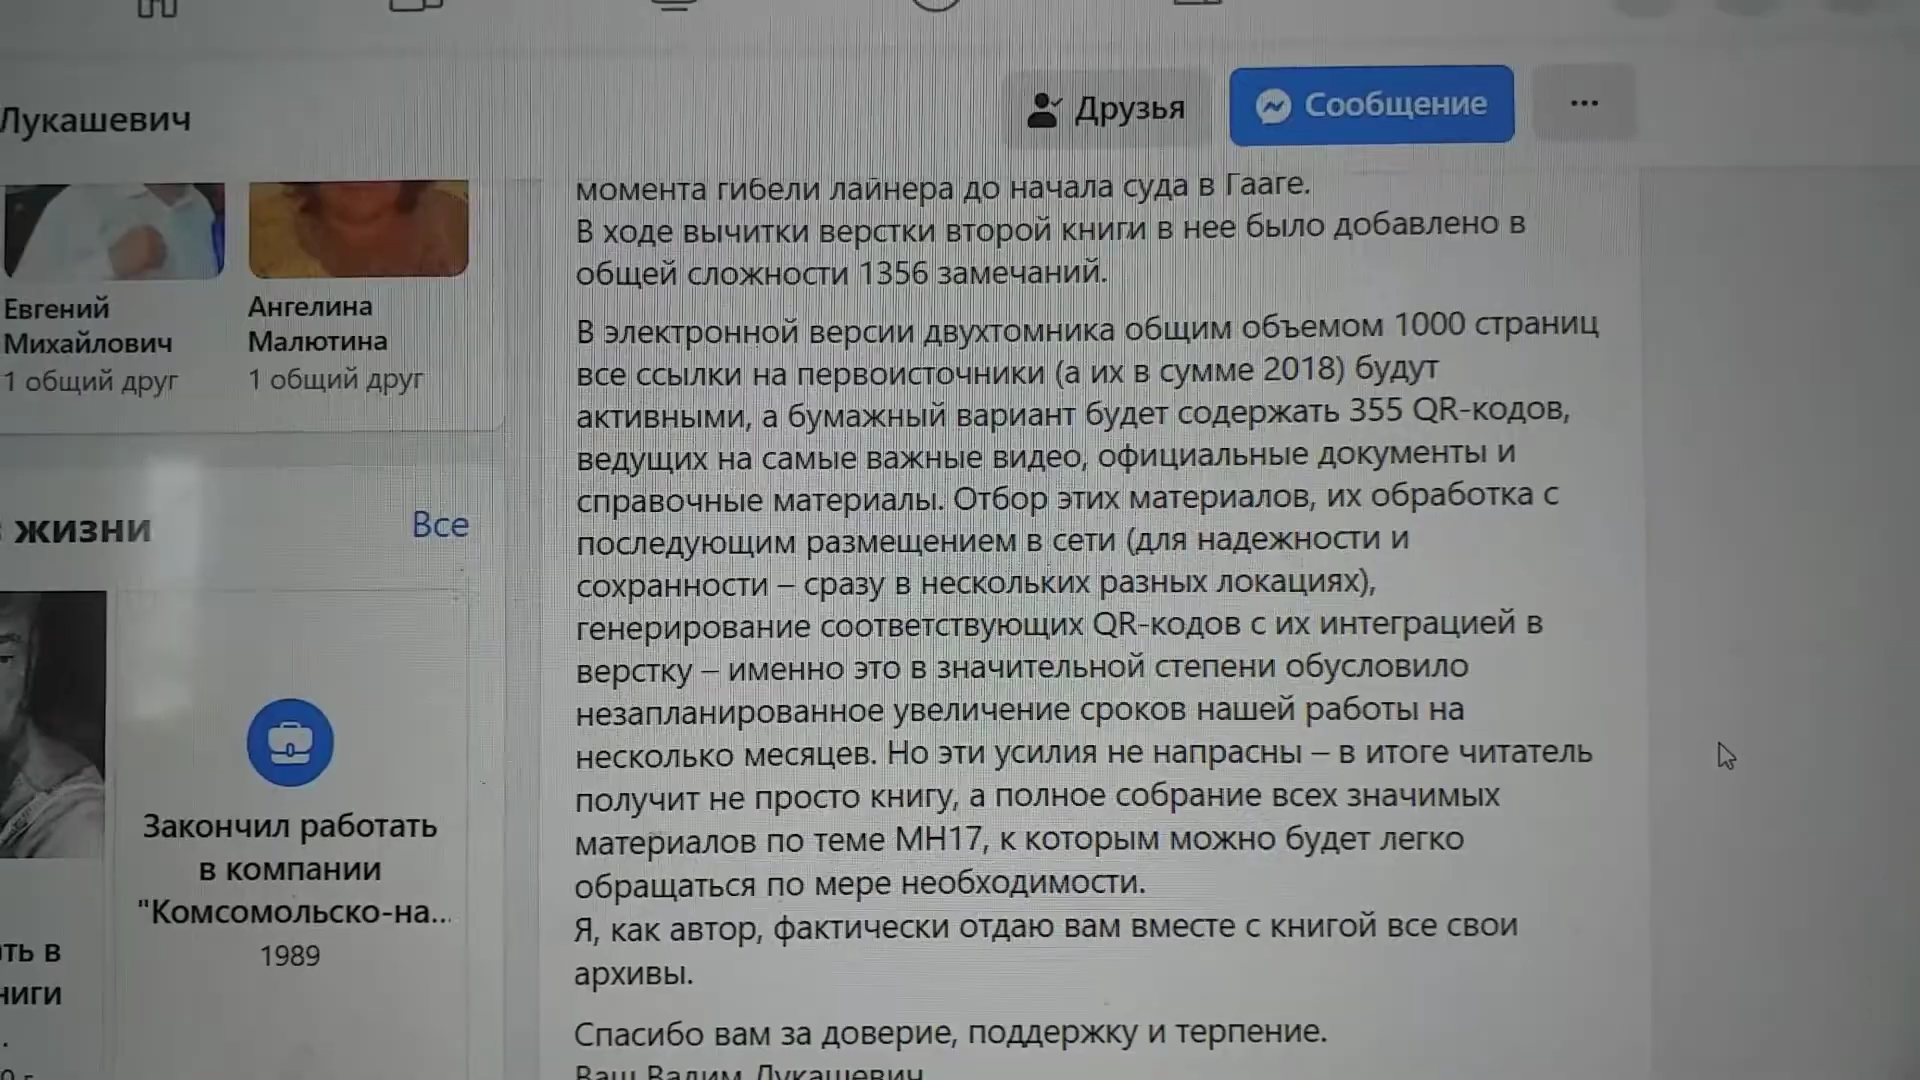 Лукашевич
Друзья
Сообщение
Евгений
Михайлович
1 общий друг
Ангелина
Малютина
1 общий друг
жизни
Все
Закончил работать
в компании
"Комсомольско-на...
1989
в
момента гибели лайнера до начала суда в Гааге.
В ходе вычитки верстки второй книги в нее было добавлено в
общей сложности 1356 замечаний.
В электронной версии двухтомника общим объемом 1000 страниц
все ссылки на первоисточники (а их в сумме 2018) будут
активными, а бумажный вариант будет содержать 355 QR-кодов,
ведущих на самые важные видео, официальные документы и
справочные материалы. Отбор этих материалов, их обработка с
последующим размещением в сети (для надежности и
сохранности – сразу в нескольких разных локациях),
генерирование соответствующих QR-кодов с их интеграцией в
верстку – именно это в значительной степени обусловило
незапланированное увеличение сроков нашей работы на
несколько месяцев. Но эти усилия не напрасны – в итоге читатель
получит не просто книгу, а полное собрание всех значимых
материалов по теме MH17, к которым можно будет легко
обращаться по мере необходимости.
Я, как автор, фактически отдаю вам вместе с книгой все свои
архивы.
Спасибо вам за доверие, поддержку и терпение.
Ваш Вадим Лукашевич